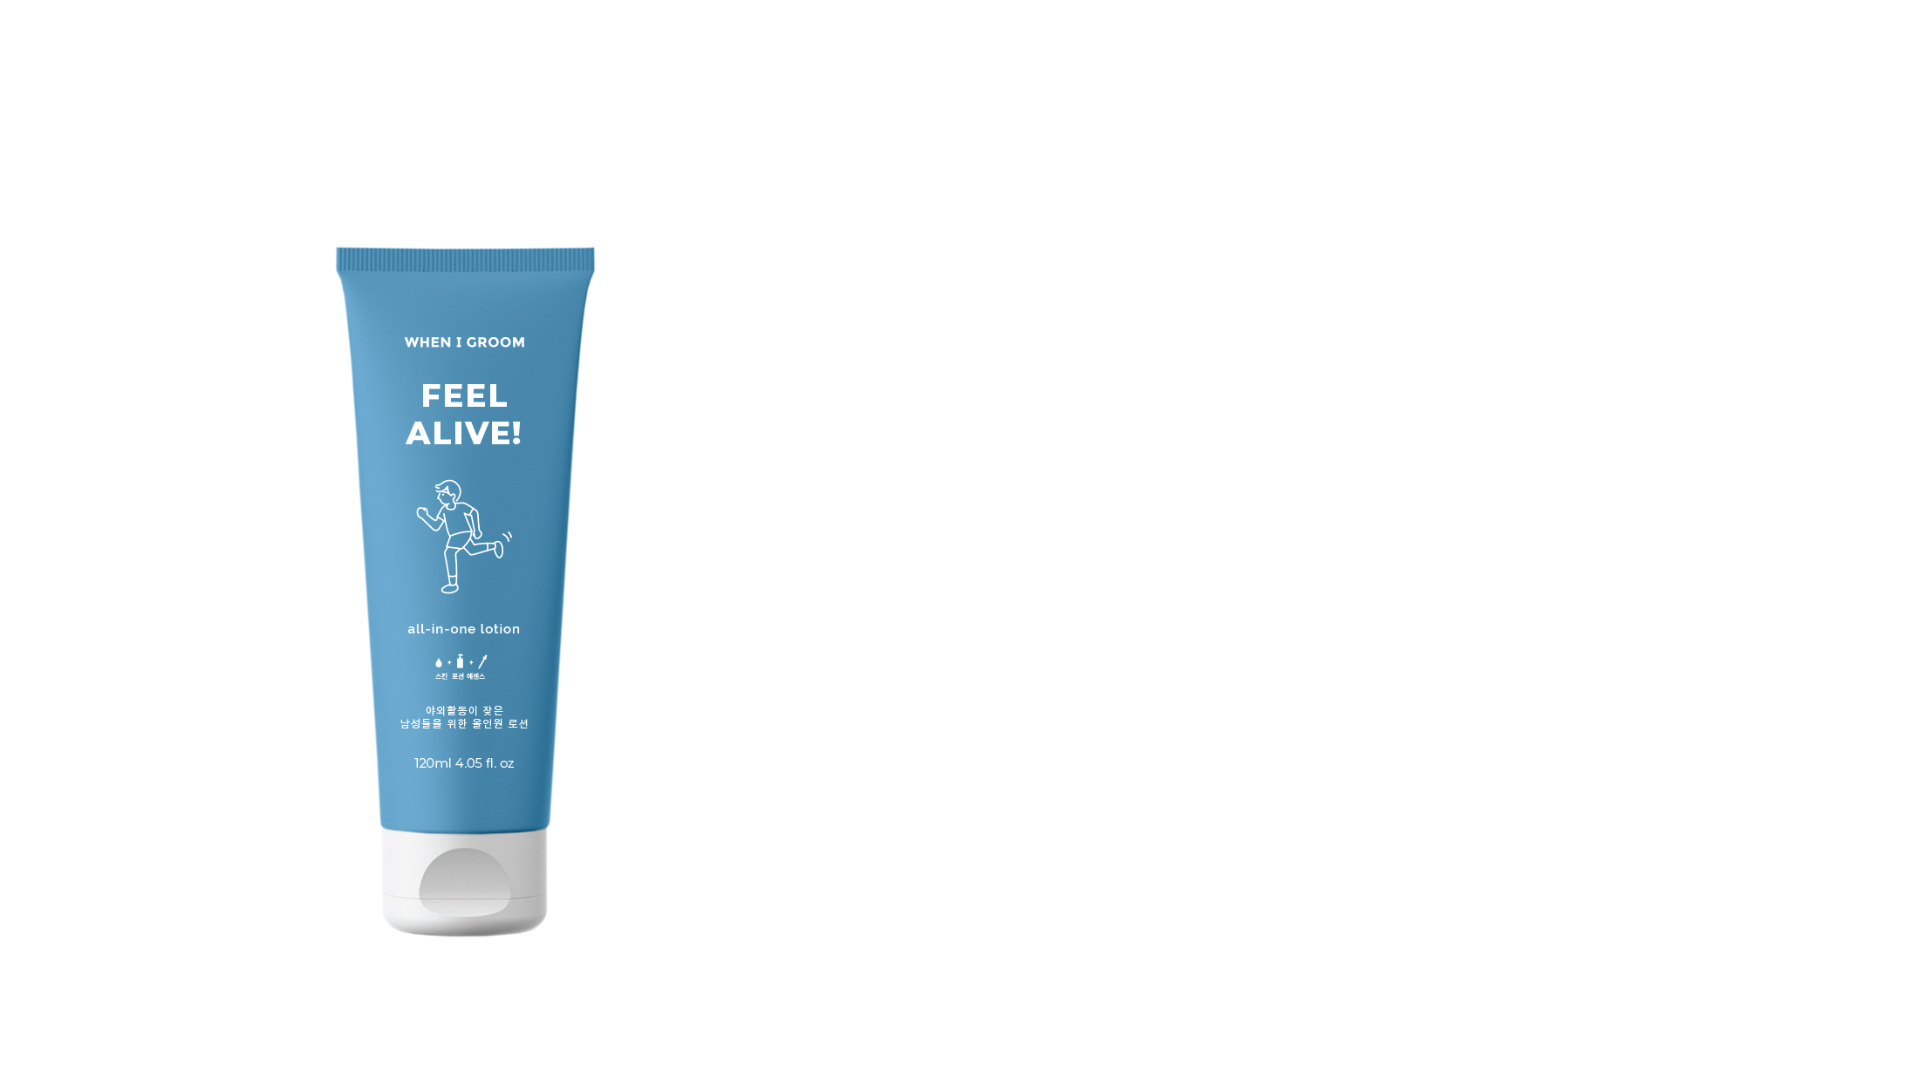 WHEN I GROOM
FEEL
ALIVE!
all-in-one lotion
스킨 로션 에센스
야외활동이 잦은
남성들을 위한 올인원 로션
120ml 4.05 fl. oz